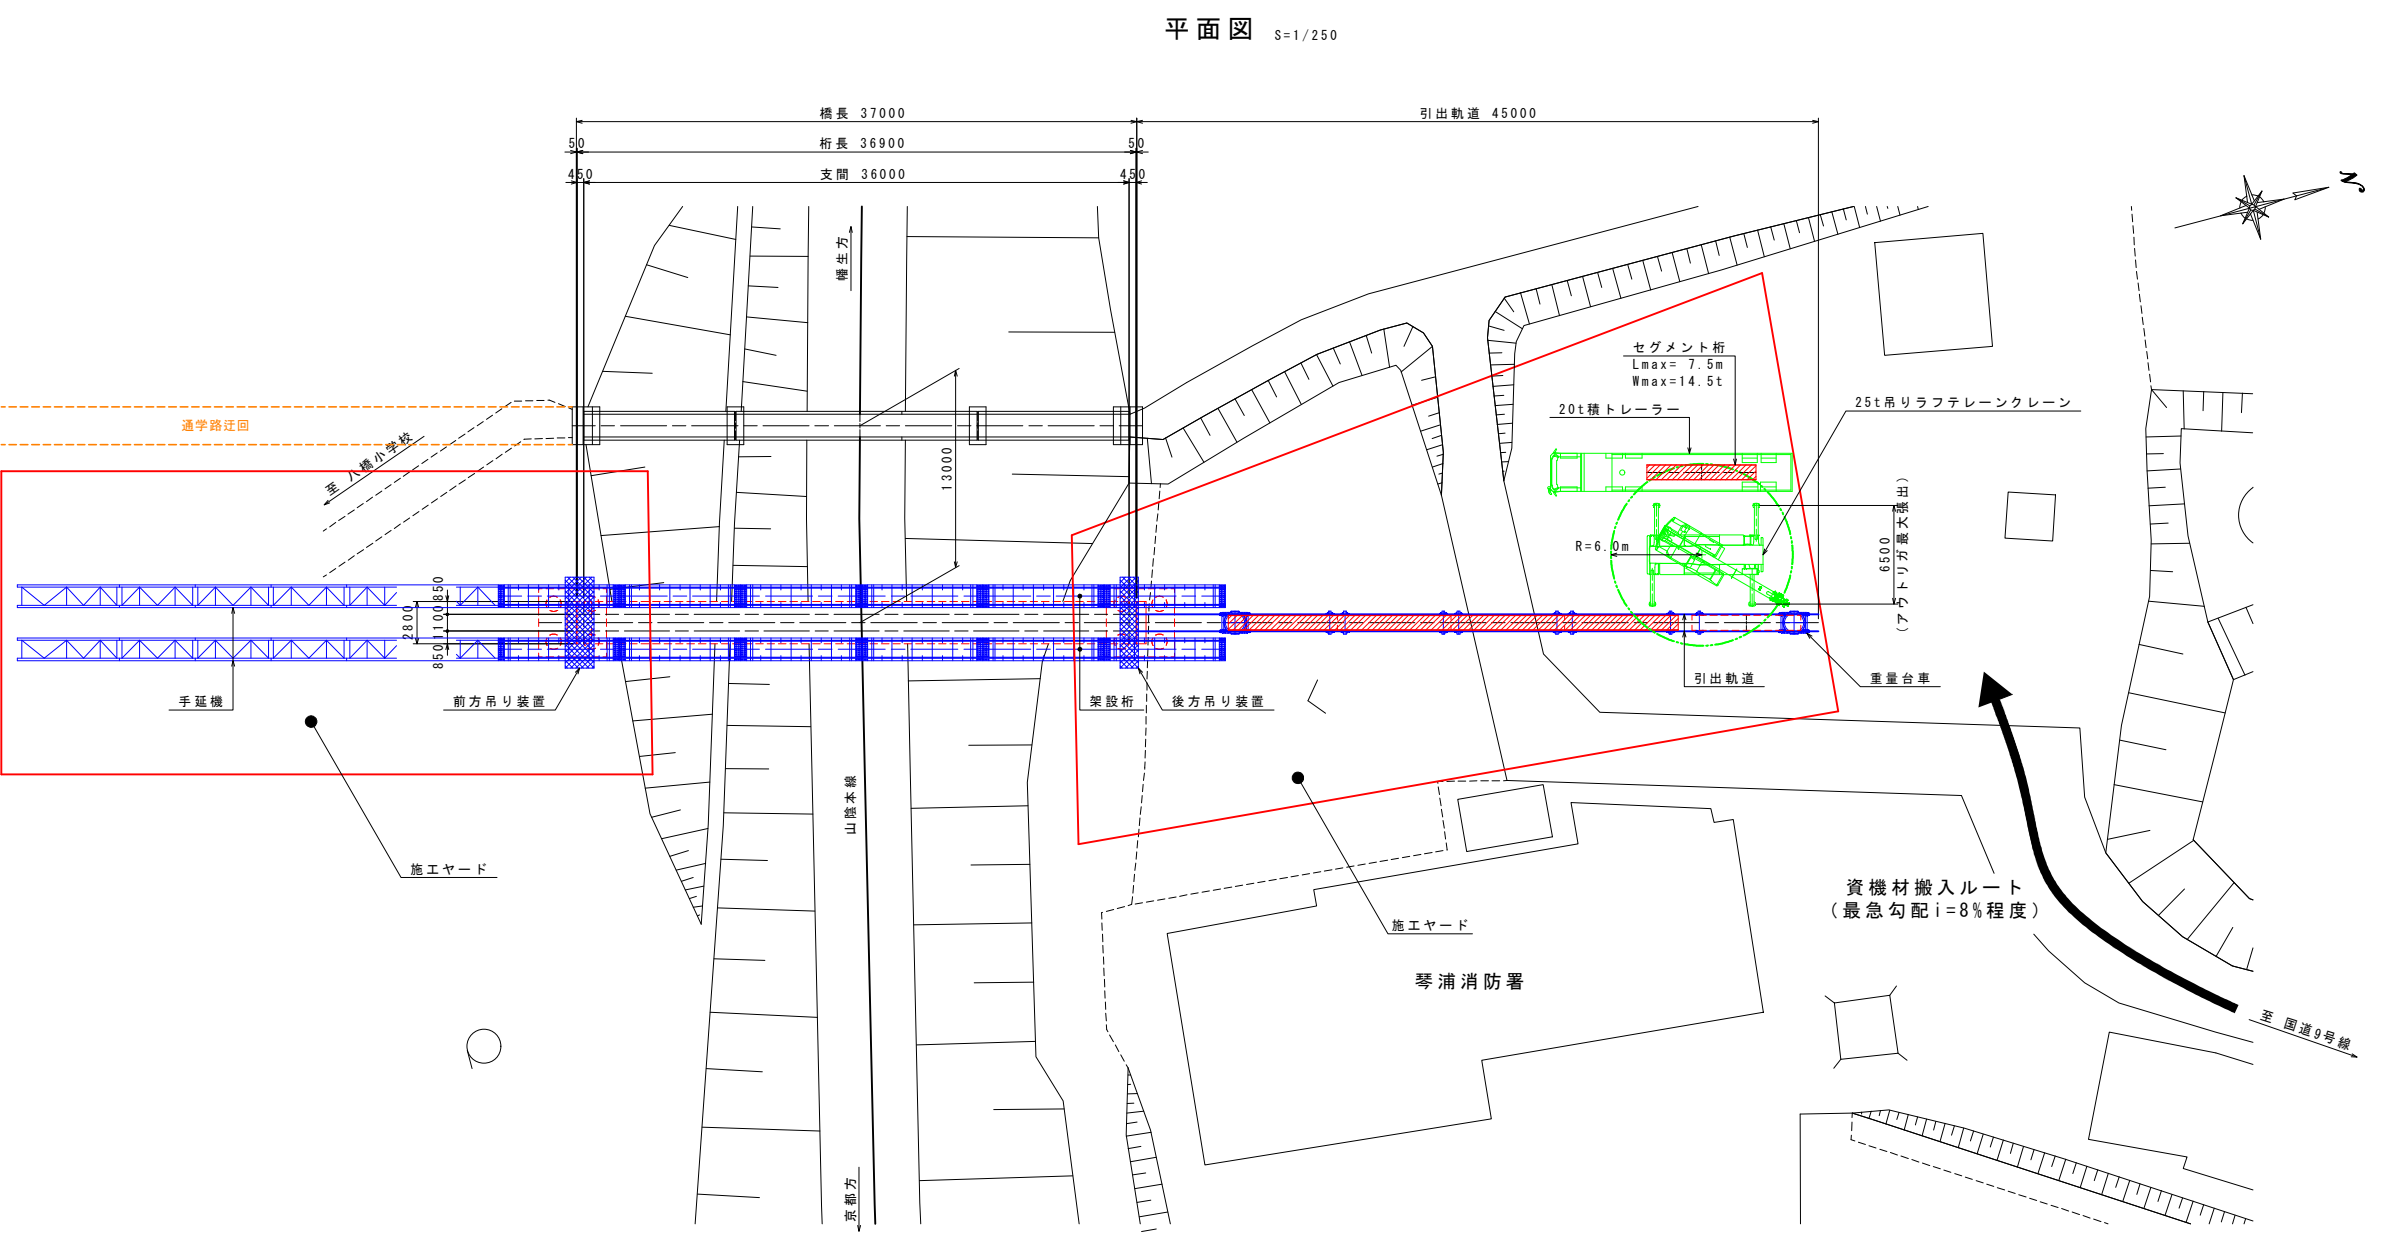 平面図 S=1/250
橋長 37000
引出軌道 45000
50
桁長 36900
50
450
支間 36000
450
幡生方
N
セグメント桁
Lmax= 7.5m
Wmax=14.5t
20t積トレーラー
25t吊りラフテレーンクレーン
通学路迂回
至 八橋小学校
13000
R=6.0m
6500
(アウトリガ最大張出)
850
1100
2800
850
手延機
前方吊り装置
架設桁
後方吊り装置
引出軌道
重量台車
山陰本線
施工ヤード
施工ヤード
資機材搬入ルート
(最急勾配i=8%程度)
琴浦消防署
至 国道9号線
京都方